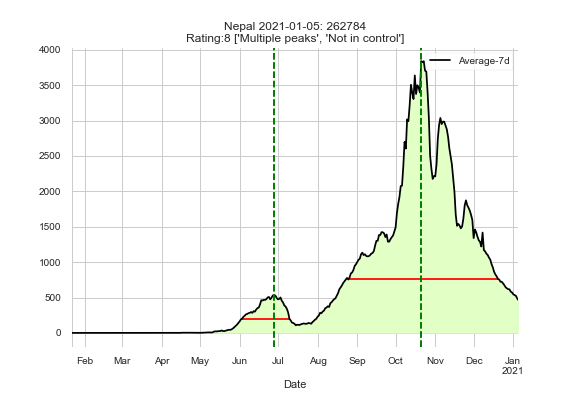 Nepal 2021-01-05: 262784
Rating:8 ['Multiple peaks', 'Not in control']
Average-7d
4000
3500
3000
2500
2000
1500
1000
500
0
Feb Mar Apr May Jun Jul Aug Sep Oct Nov Dec Jan
2021
Date